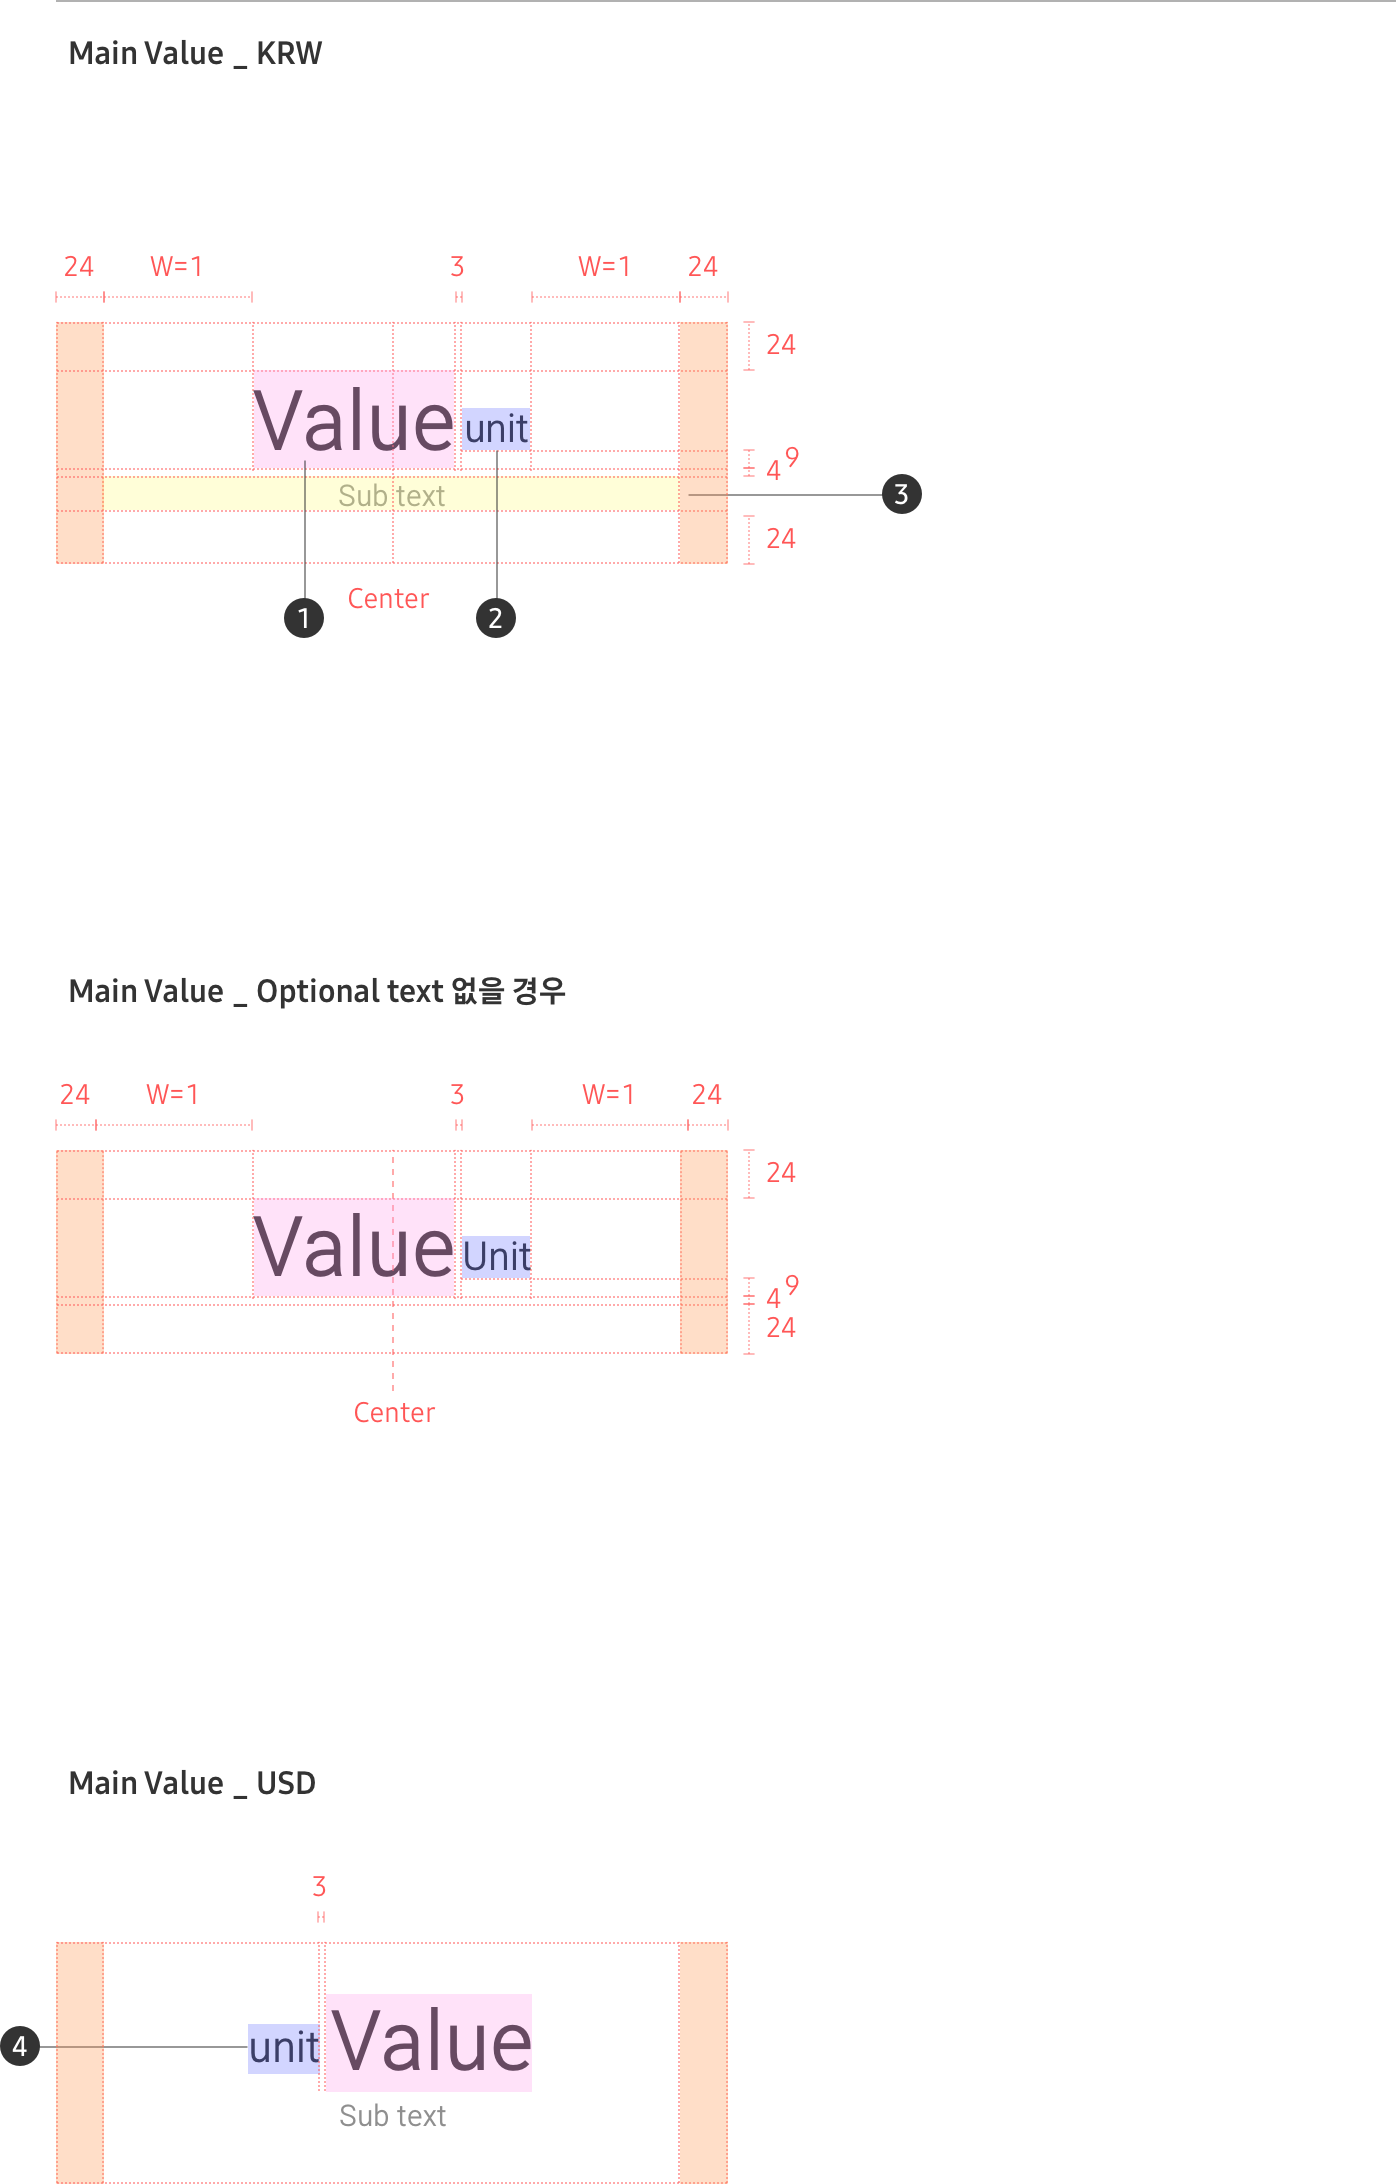 Main Value _ KRW
24 W=1 3 W=1 24
24
Value unit
9
4
Sub text
3
24
Center
1 2
Main Value _ Optional text 없을 경우
24 W=1 3 W=1 24
24
Value Unit
9
4
24
Center
Main Value _ USD
3
4 unit Value
Sub text